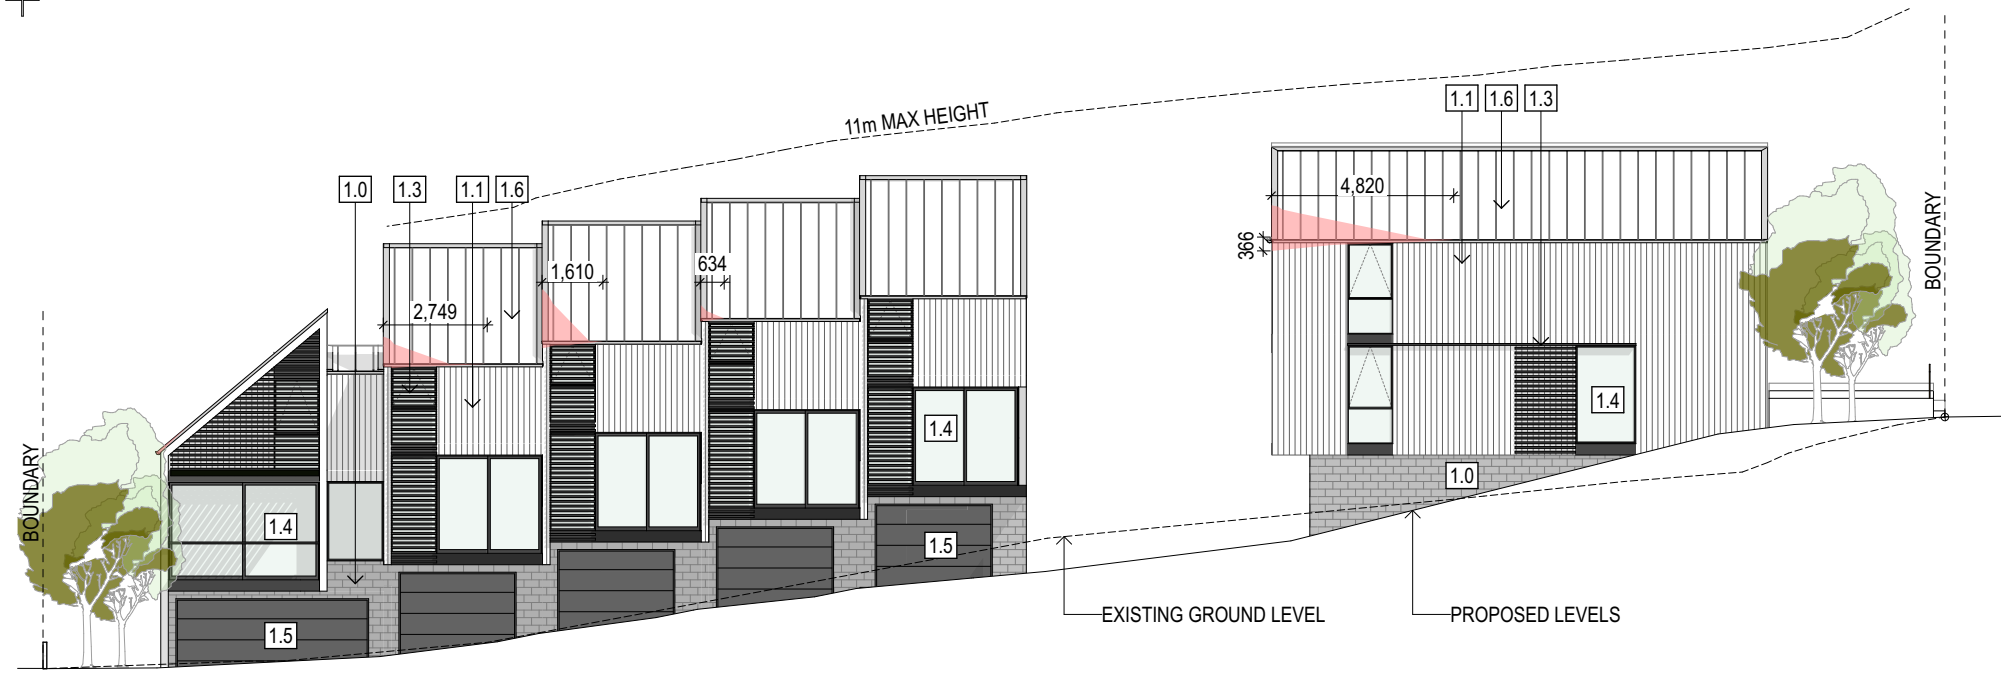 11m MAX HEIGHT
1.1 1.6 1.3
1.0 1.3 1.1 1.6
4,820
366
634
1,610
2,749
BOUNDARY
BOUNDARY
1.4
1.4
1.4
1.0
1.5
1.5
EXISTING GROUND LEVEL
PROPOSED LEVELS